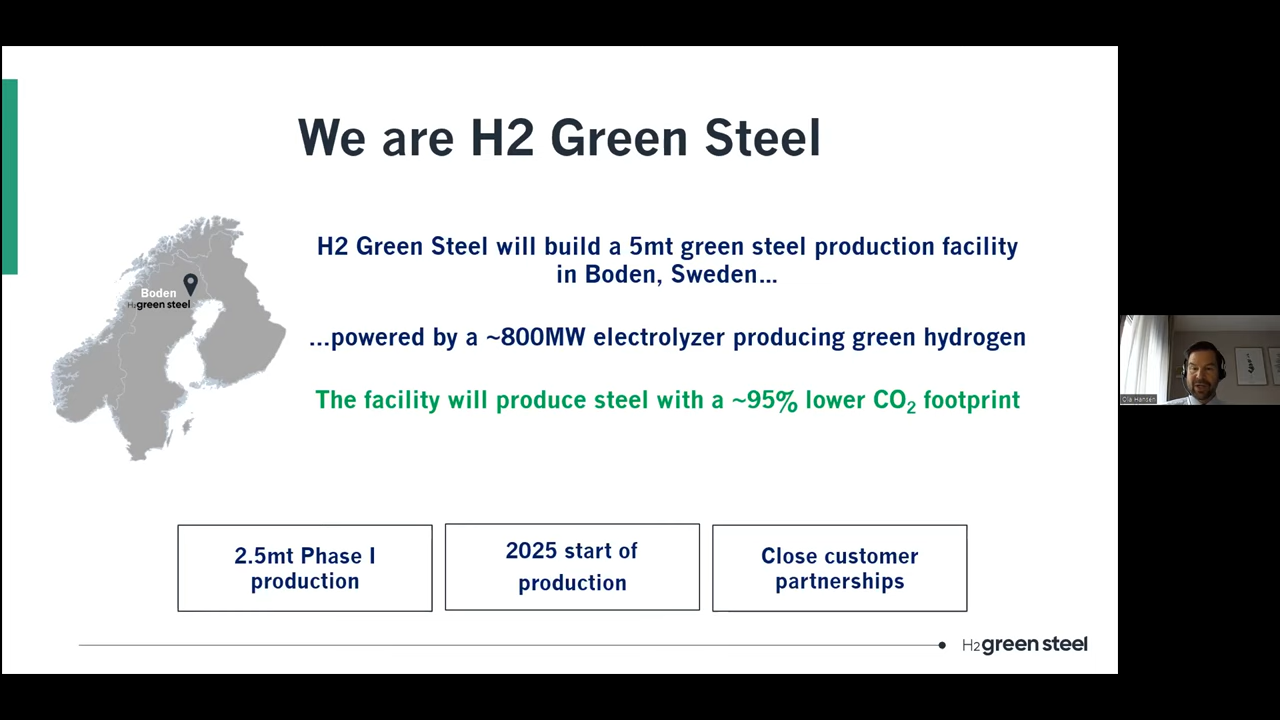 We are H2 Green Steel
H2 Green Steel will build a 5mt green steel production facility
in Boden, Sweden...
Boden
H2green steel
...powered by a ~800MW electrolyzer producing green hydrogen
The facility will produce steel with a ~95% lower CO₂ footprint
2.5mt Phase I
production
2025 start of
production
Close customer
partnerships
H2green steel
Ola Hansén